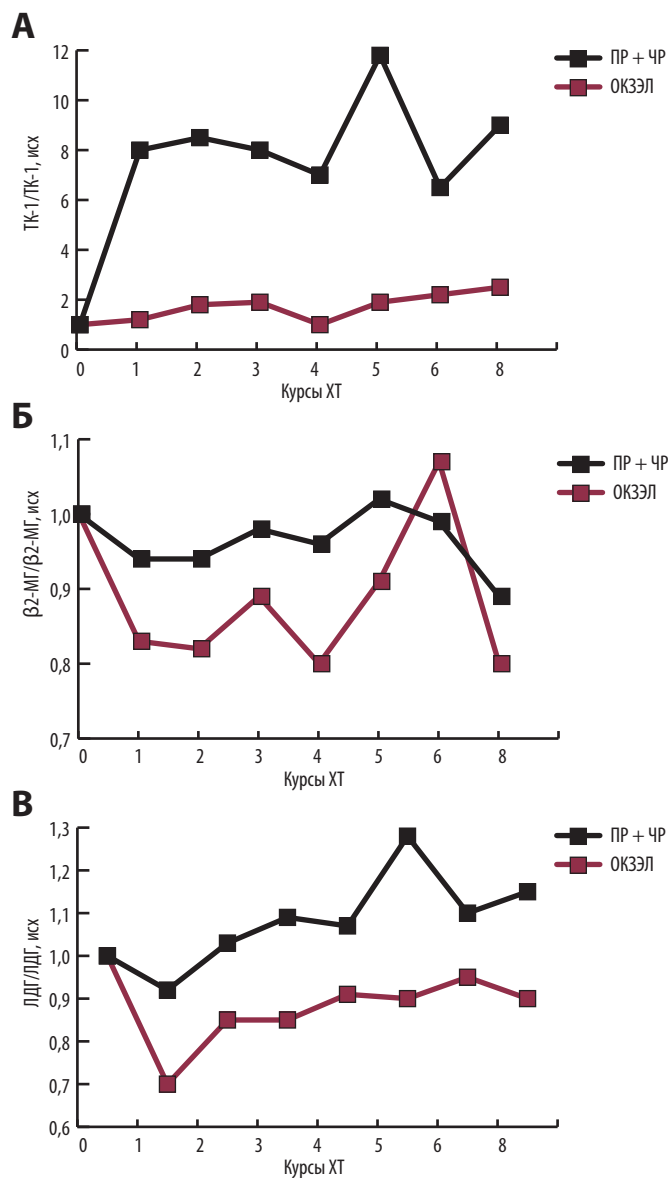 А
12
10
8
6
4
2
0
ТК-1/ТК-1, исх
0 1 2 3 4 5 6 8
Курсы ХТ
ПР + ЧР
ОКЗЭЛ
Б
1,1
1,0
0,9
0,8
0,7
β2-МГ/β2-МГ, исх
0 1 2 3 4 5 6 8
Курсы ХТ
ПР + ЧР
ОКЗЭЛ
В
1,3
1,2
1,1
1,0
0,9
0,8
0,7
0,6
ЛДГ/ЛДГ, исх
0 1 2 3 4 5 6 8
Курсы ХТ
ПР + ЧР
ОКЗЭЛ